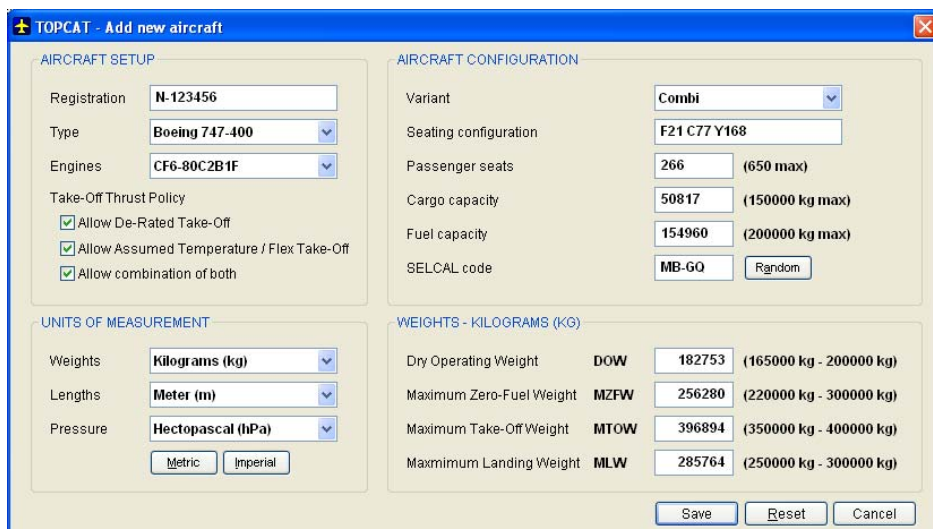 TOPCAT - Add new aircraft
AIRCRAFT SETUP
Registration N-123456
Type Boeing 747-400
Engines CF6-80C2B1F
Take-Off Thrust Policy
Allow De-Rated Take-Off
Allow Assumed Temperature / Flex Take-Off
Allow combination of both
AIRCRAFT CONFIGURATION
Variant Combi
Seating configuration F21 C77 Y168
Passenger seats 266 (650 max)
Cargo capacity 50817 (150000 kg max)
Fuel capacity 154960 (200000 kg max)
SELCAL code MB-GQ Random
UNITS OF MEASUREMENT
Weights Kilograms (kg)
Lengths Meter (m)
Pressure Hectopascal (hPa)
Metric Imperial
WEIGHTS - KILOGRAMS (KG)
Dry Operating Weight DOW 182753 (165000 kg - 200000 kg)
Maximum Zero-Fuel Weight MZFW 256280 (220000 kg - 300000 kg)
Maximum Take-Off Weight MTOW 396894 (350000 kg - 400000 kg)
Maxmimum Landing Weight MLW 285764 (250000 kg - 300000 kg)
Save Reset Cancel